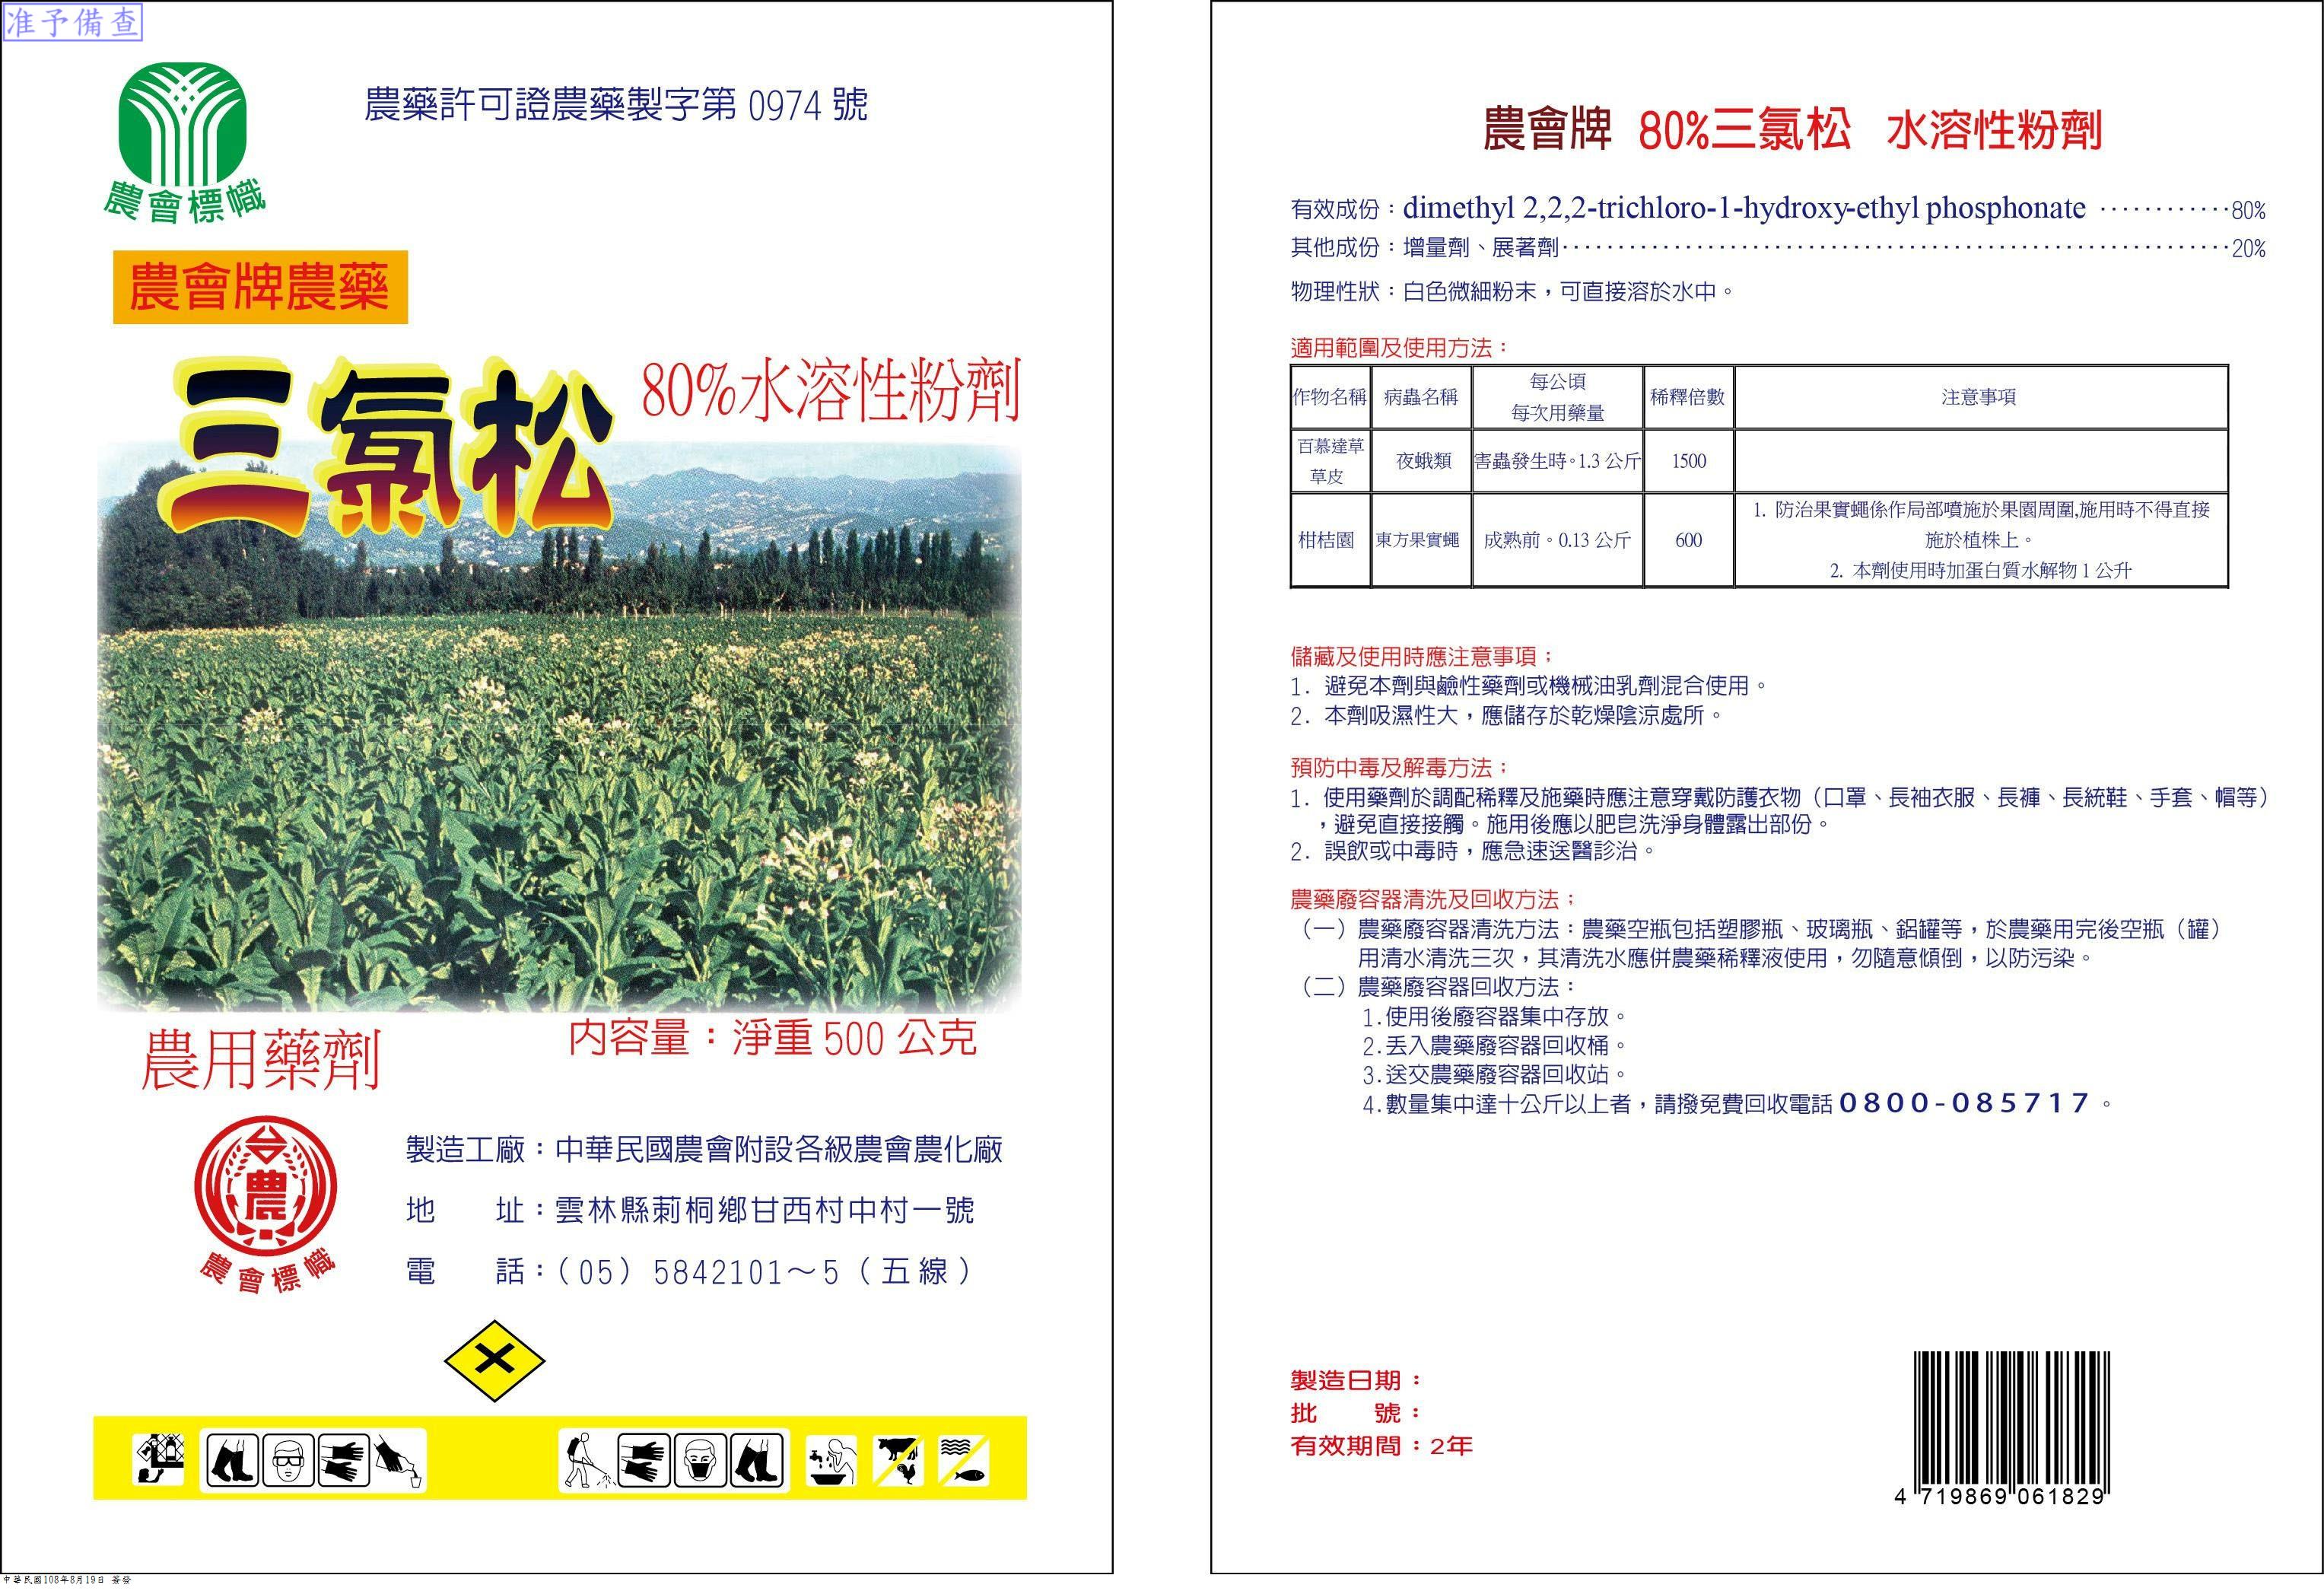 准予備查
農藥許可證農藥製字第 0974 號
農會標幟
農會牌農藥
三氯松
80%水溶性粉劑
農用藥劑
內容量：淨重 500 公克
台
農
農會標幟
製造工廠：中華民國農會附設各級農會農化廠
地　　址：雲林縣莿桐鄉甘西村中村一號
電　　話：（05）5842101～5（五線）
中華民國108年8月19日 簽發
農會牌 80%三氯松 水溶性粉劑
有效成份：dimethyl 2,2,2-trichloro-1-hydroxy-ethyl phosphonate ············80%
其他成份：增量劑、展著劑····························································20%
物理性狀：白色微細粉末，可直接溶於水中。
適用範圍及使用方法：
作物名稱 病蟲名稱 每公頃 每次用藥量 稀釋倍數 注意事項
百慕達草草皮 夜蛾類 害蟲發生時。1.3 公斤 1500
柑桔園 東方果實蠅 成熟前。0.13 公斤 600
1. 防治果實蠅係作局部噴施於果園周圍,施用時不得直接
施於植株上。
2. 本劑使用時加蛋白質水解物 1 公升
儲藏及使用時應注意事項；
1. 避免本劑與鹼性藥劑或機械油乳劑混合使用。
2. 本劑吸濕性大，應儲存於乾燥陰涼處所。
預防中毒及解毒方法；
1. 使用藥劑於調配稀釋及施藥時應注意穿戴防護衣物（口罩、長袖衣服、長褲、長統鞋、手套、帽等）
，避免直接接觸。施用後應以肥皂洗淨身體露出部份。
2. 誤飲或中毒時，應急速送醫診治。
農藥廢容器清洗及回收方法；
（一）農藥廢容器清洗方法：農藥空瓶包括塑膠瓶、玻璃瓶、鋁罐等，於農藥用完後空瓶（罐）
用清水清洗三次，其清洗水應併農藥稀釋液使用，勿隨意傾倒，以防污染。
（二）農藥廢容器回收方法：
1.使用後廢容器集中存放。
2.丟入農藥廢容器回收桶。
3.送交農藥廢容器回收站。
4.數量集中達十公斤以上者，請撥免費回收電話 0800-085717 。
製造日期：
批　　號：
有效期間：2年
4 719869 061829